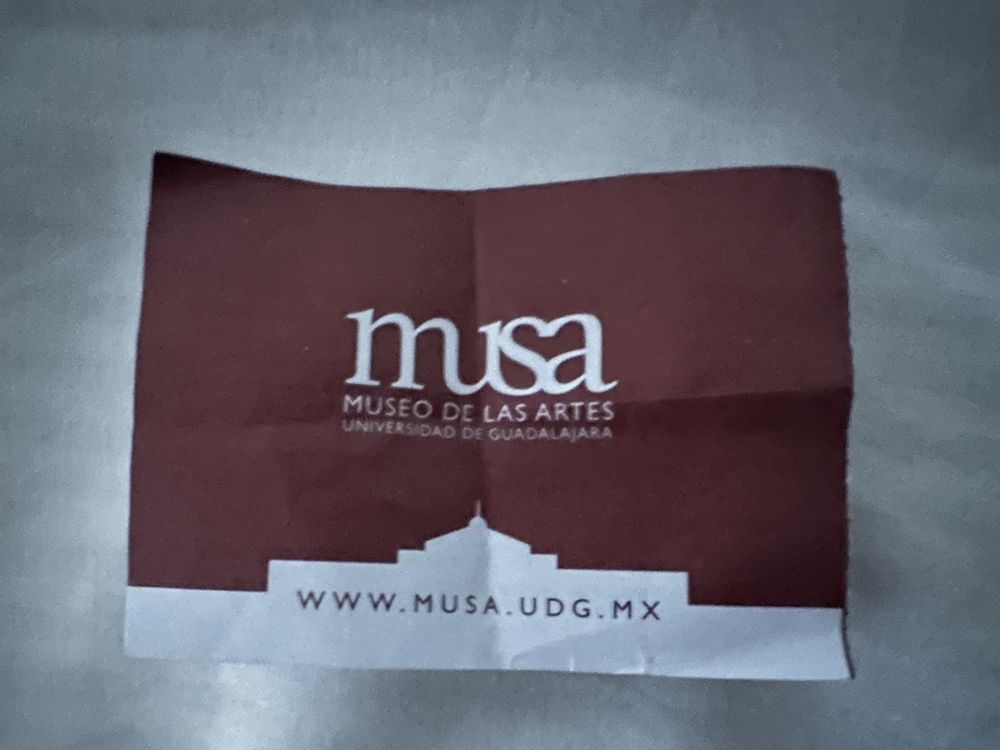 musa
MUSEO DE LAS ARTES
UNIVERSIDAD DE GUADALAJARA
WWW.MUSA.UDG.MX